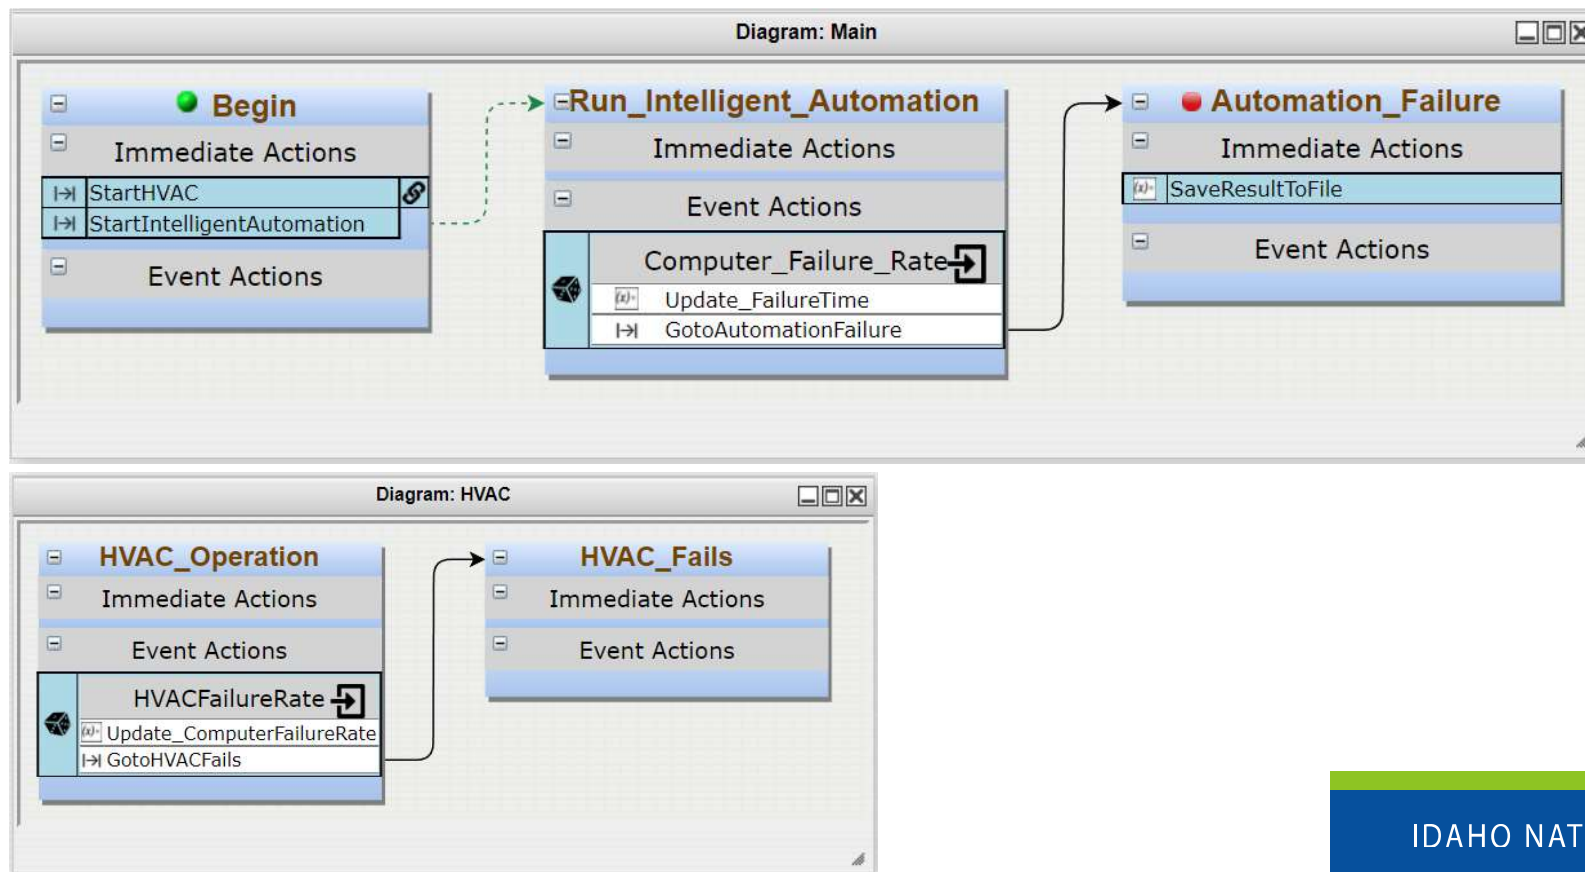 Diagram: Main
Begin
Immediate Actions
StartHVAC
StartIntelligentAutomation
Event Actions
Run_Intelligent_Automation
Immediate Actions
Event Actions
Computer_Failure_Rate
Update_FailureTime
GotoAutomationFailure
Automation_Failure
Immediate Actions
SaveResultToFile
Event Actions
Diagram: HVAC
HVAC_Operation
Immediate Actions
Event Actions
HVACFailureRate
Update_ComputerFailureRate
GotoHVACFails
HVAC_Fails
Immediate Actions
Event Actions
IDAHO NAT